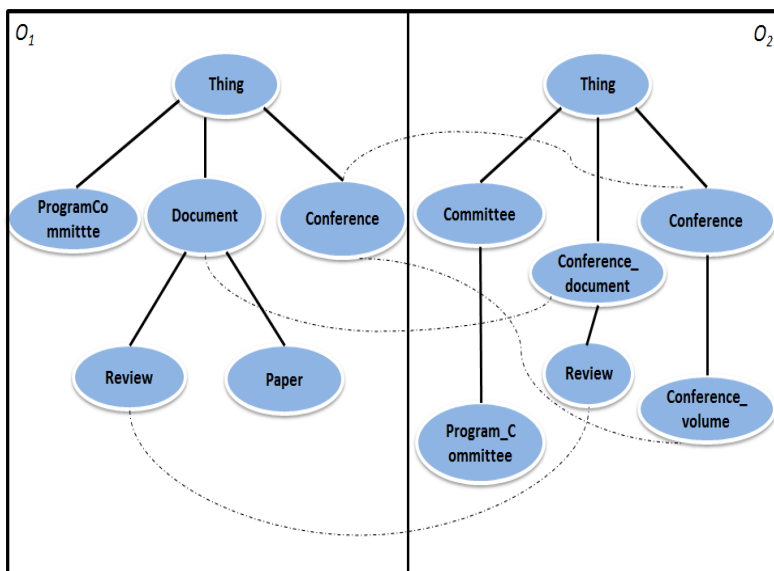 O1
Thing
ProgramCo
mmittte
Document
Conference
Review
Paper
O2
Thing
Committee
Conference
Conference_
document
Review
Conference_
volume
Program_C
ommittee